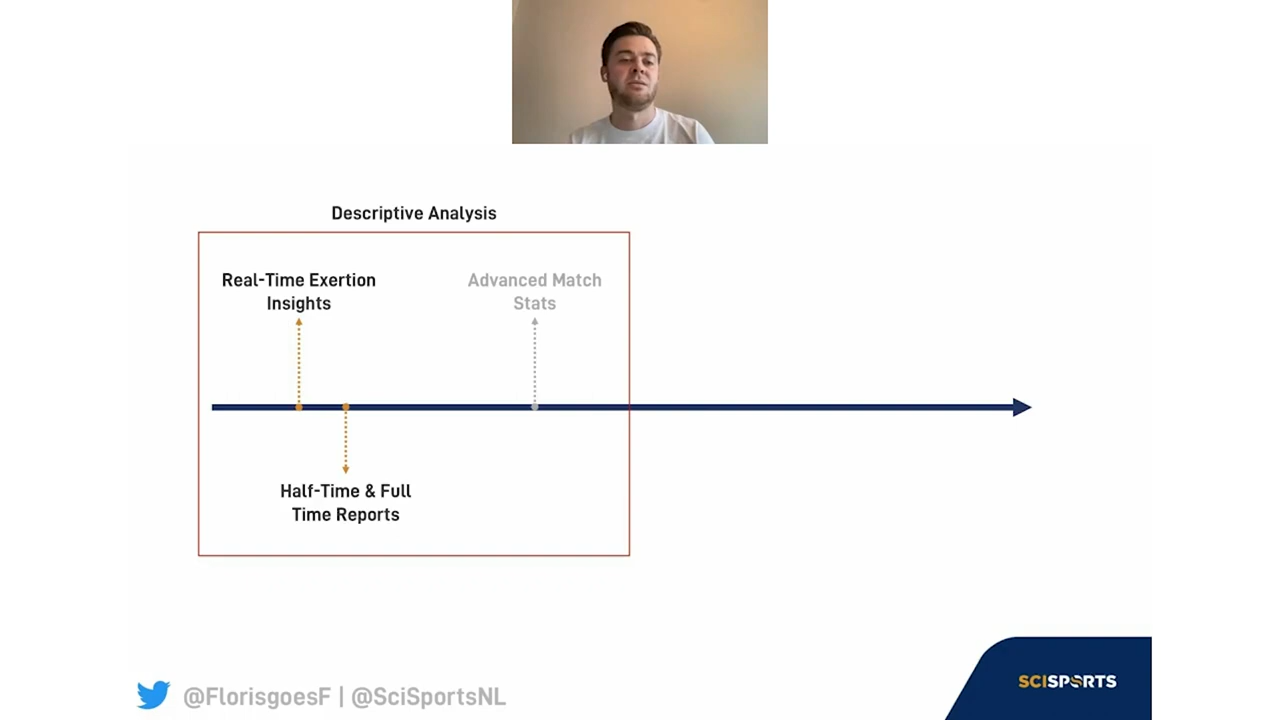 Descriptive Analysis
Real-Time Exertion
Insights
Advanced Match
Stats
Half-Time & Full
Time Reports
@FlorisgoesF | @SciSportsNL
SCISPORTS